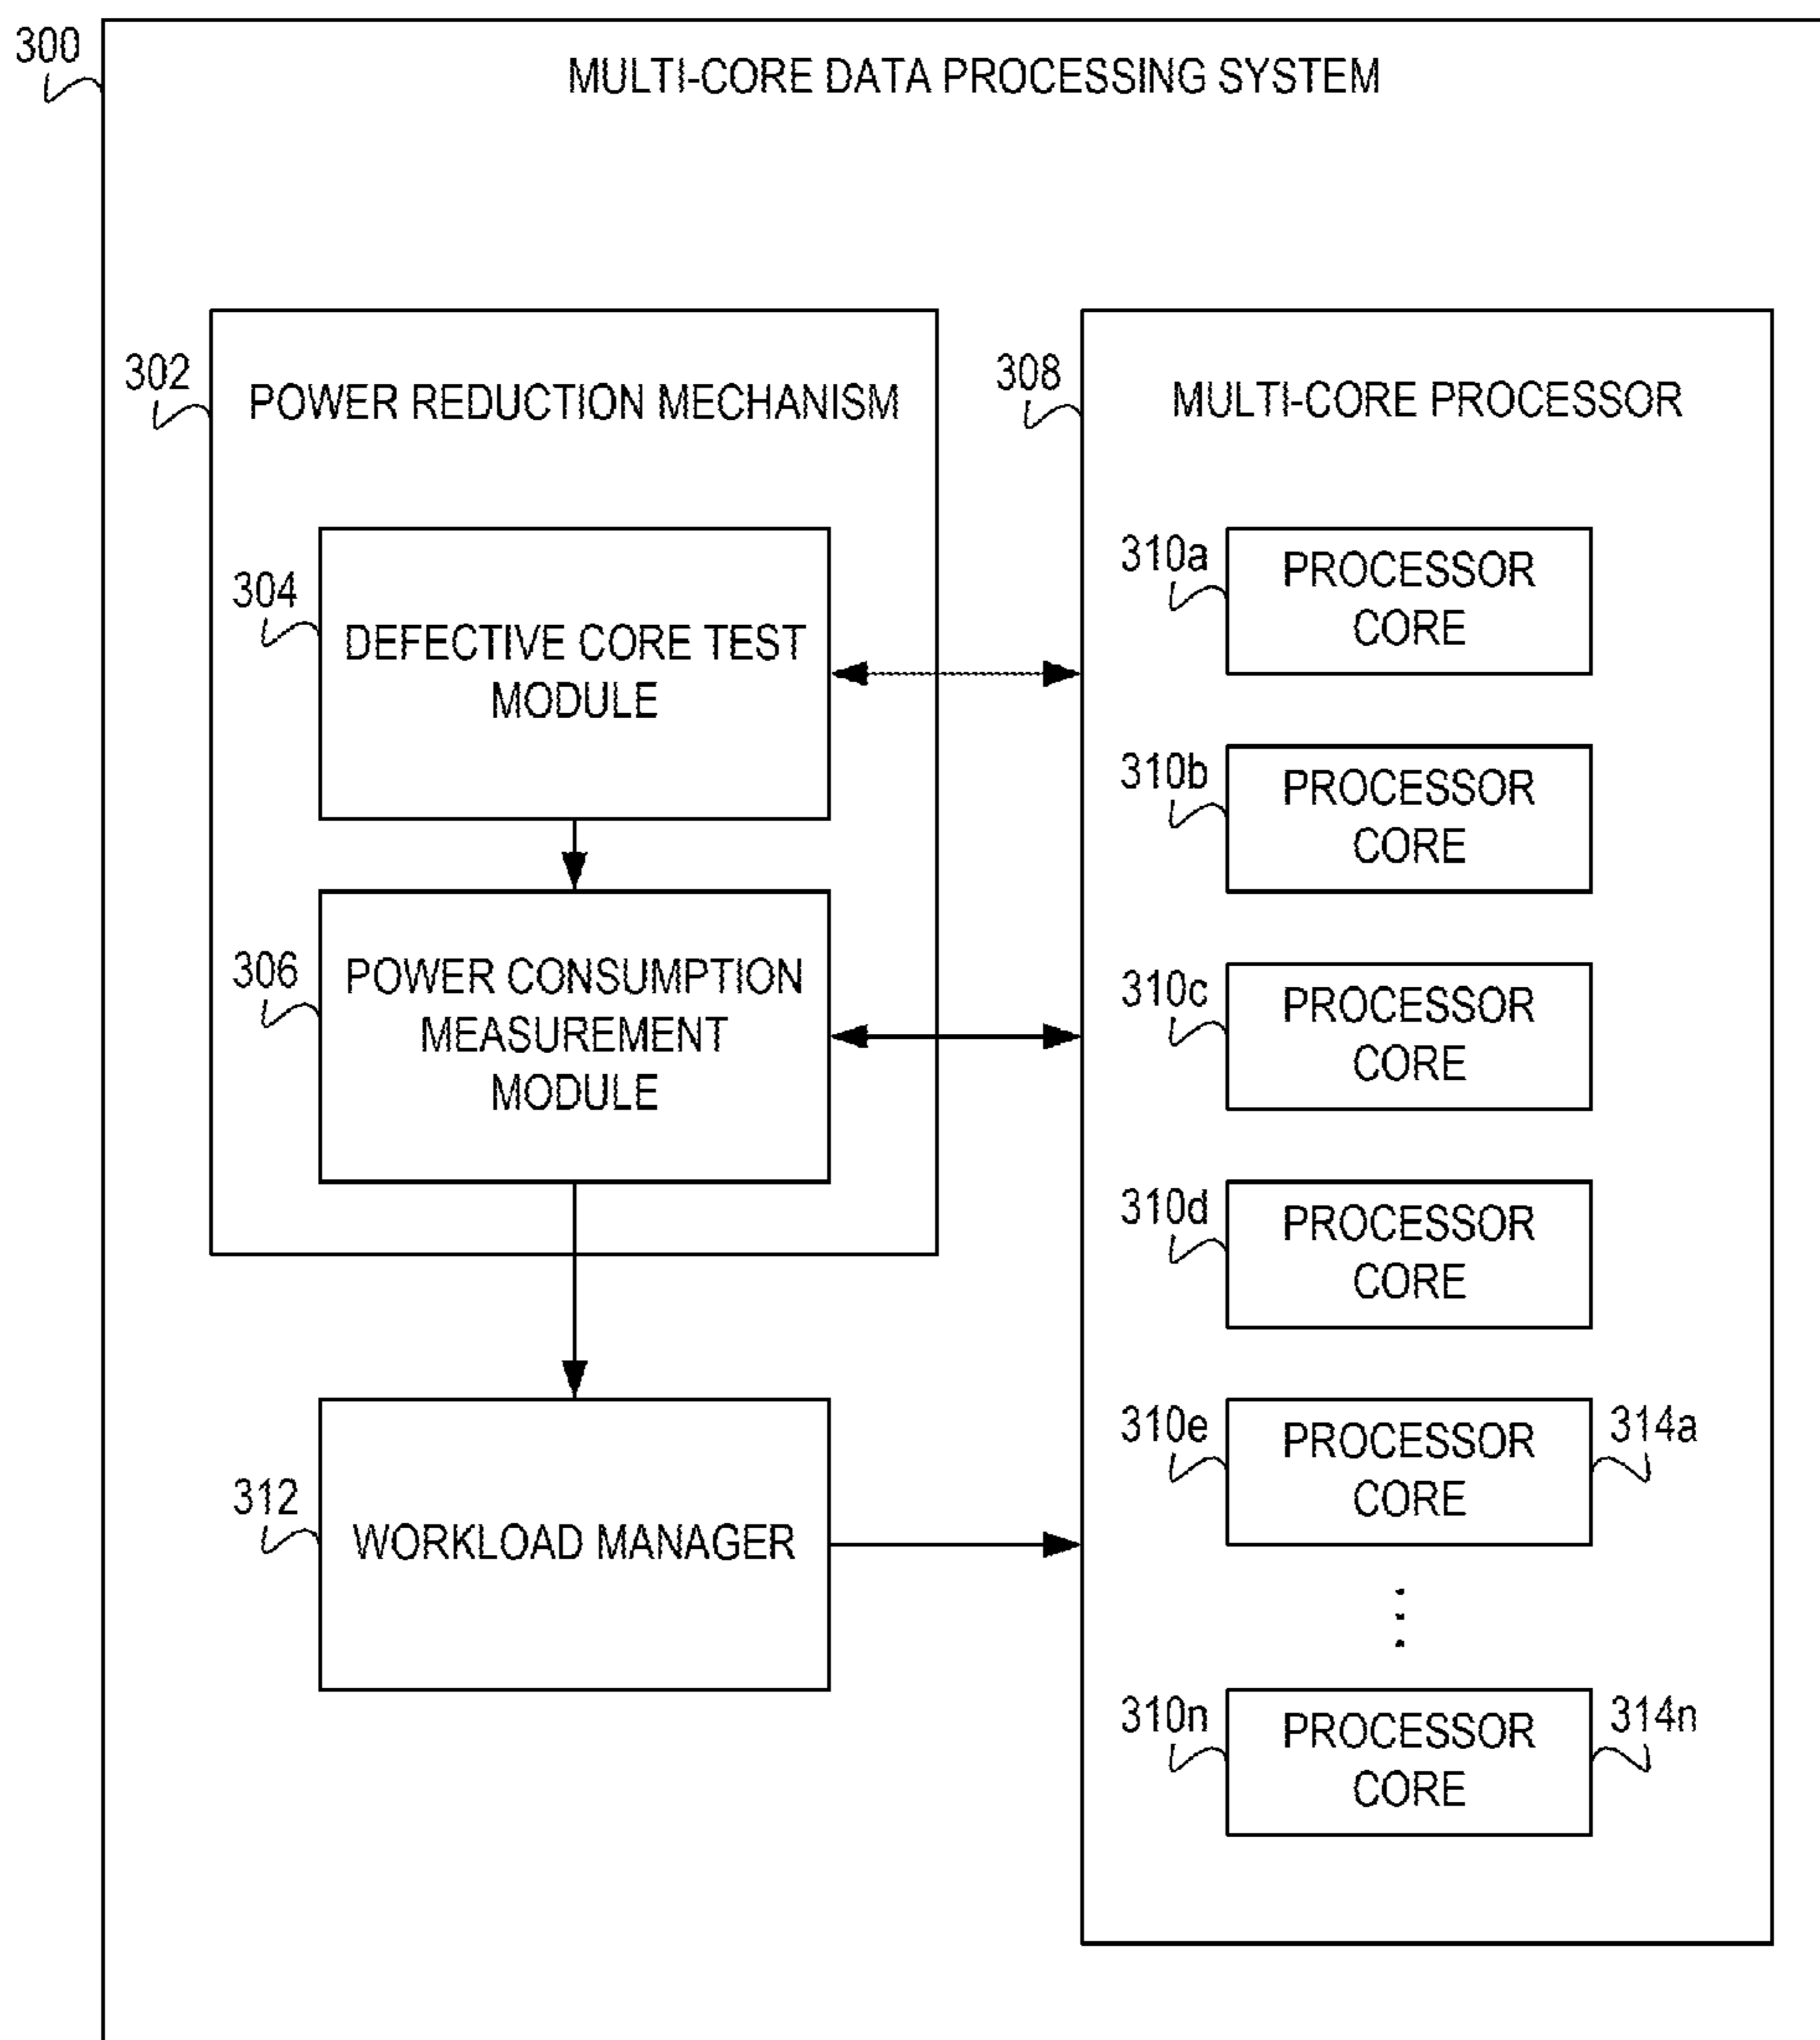 300
MULTI-CORE DATA PROCESSING SYSTEM
302
POWER REDUCTION MECHANISM
304
DEFECTIVE CORE TEST
MODULE
306
POWER CONSUMPTION
MEASUREMENT
MODULE
312
WORKLOAD MANAGER
308
MULTI-CORE PROCESSOR
310a
PROCESSOR
CORE
310b
PROCESSOR
CORE
310c
PROCESSOR
CORE
310d
PROCESSOR
CORE
310e
PROCESSOR
CORE
314a
310n
PROCESSOR
CORE
314n